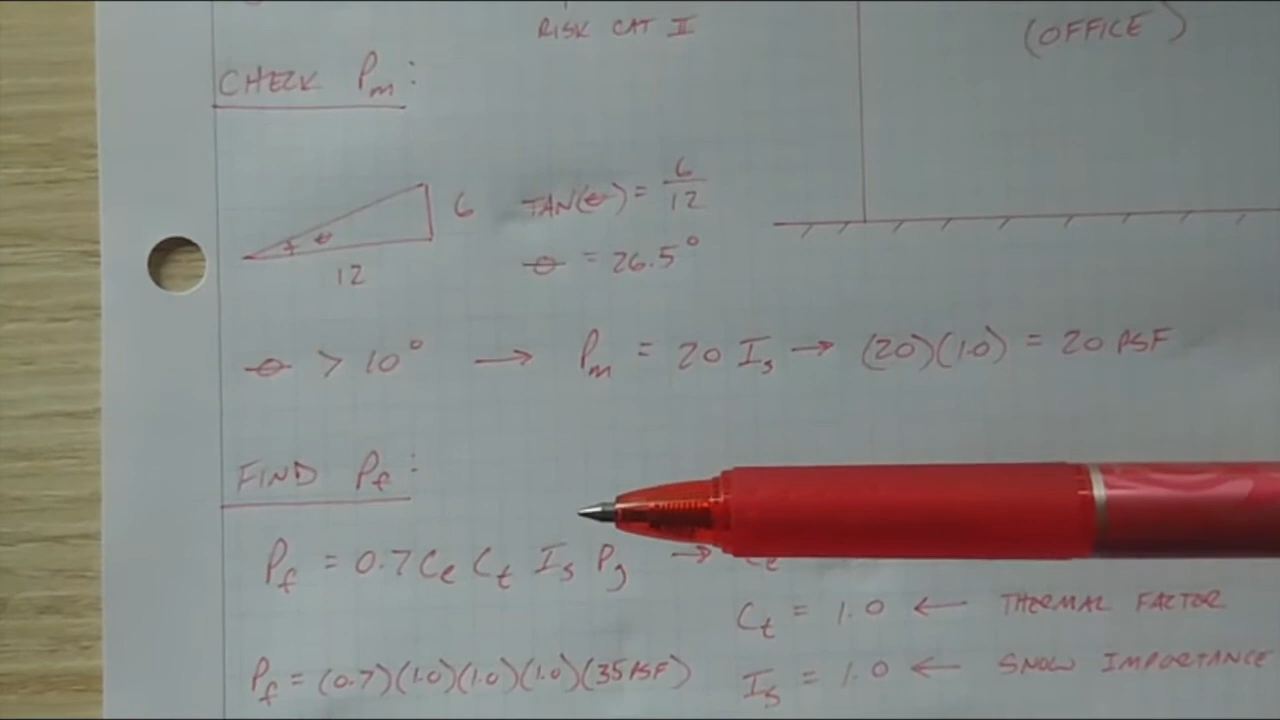 RISK CAT II
(OFFICE)
CHECK Pm:
6
12
θ
TAN(θ) = 6/12
θ = 26.5°
θ > 10° → Pm = 20 Is → (20)(1.0) = 20 PSF
FIND Pf:
Pf = 0.7 Ce Ct Is Pg → Ce
Ct = 1.0 ← THERMAL FACTOR
Pf = (0.7)(1.0)(1.0)(1.0)(35 PSF)
Is = 1.0 ← SNOW IMPORTANCE